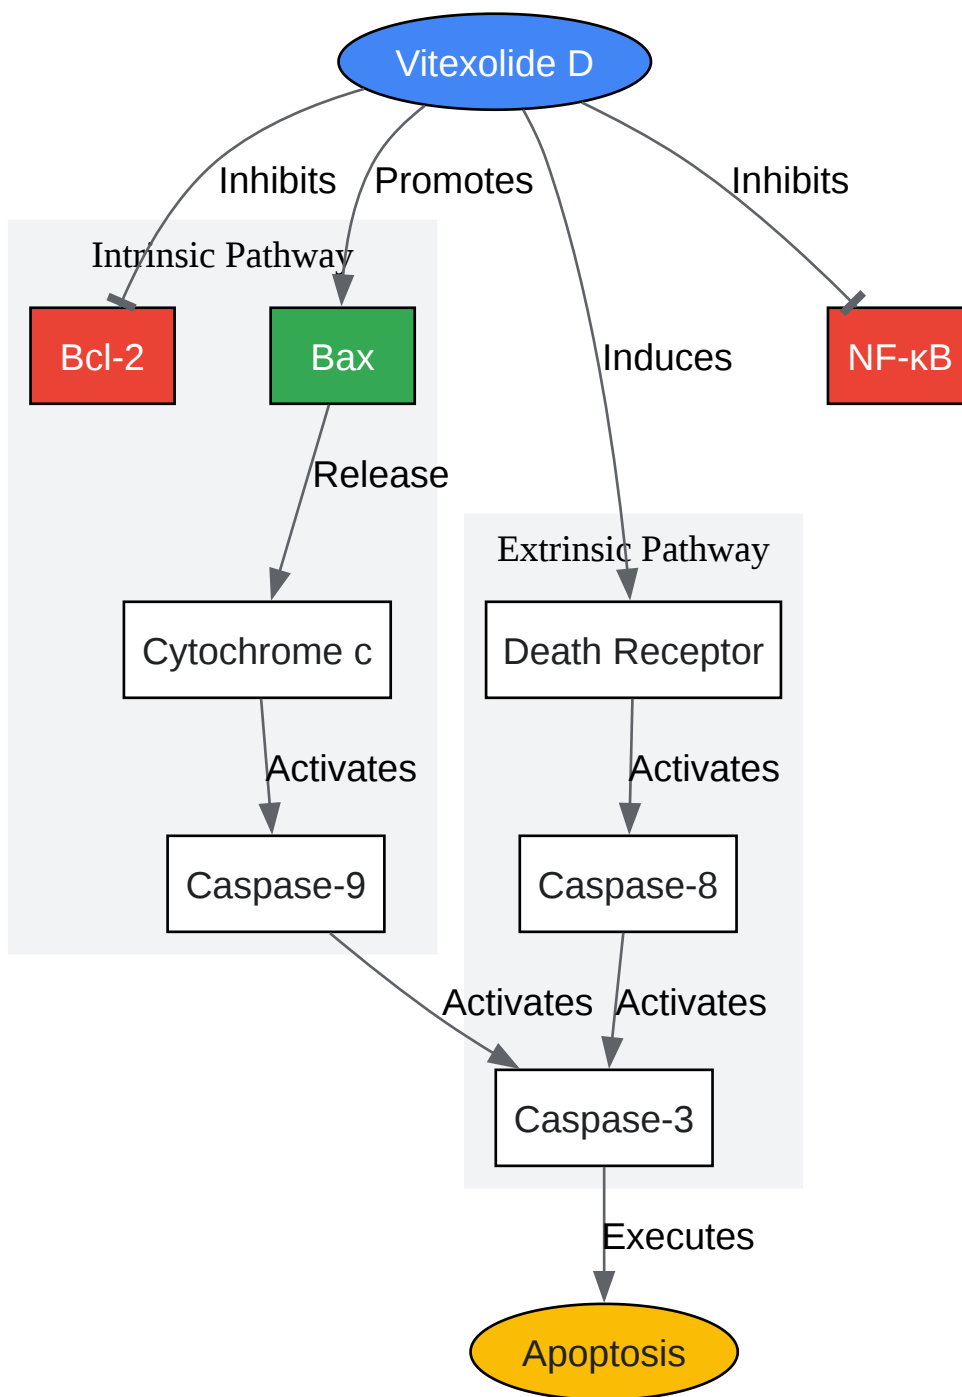 Vitexolide D
Inhibits
Promotes
Inhibits
Intrinsic Pathway
Bcl-2
Bax
Induces
NF-κB
Release
Extrinsic Pathway
Cytochrome c
Death Receptor
Activates
Activates
Caspase-9
Caspase-8
Activates
Activates
Caspase-3
Executes
Apoptosis